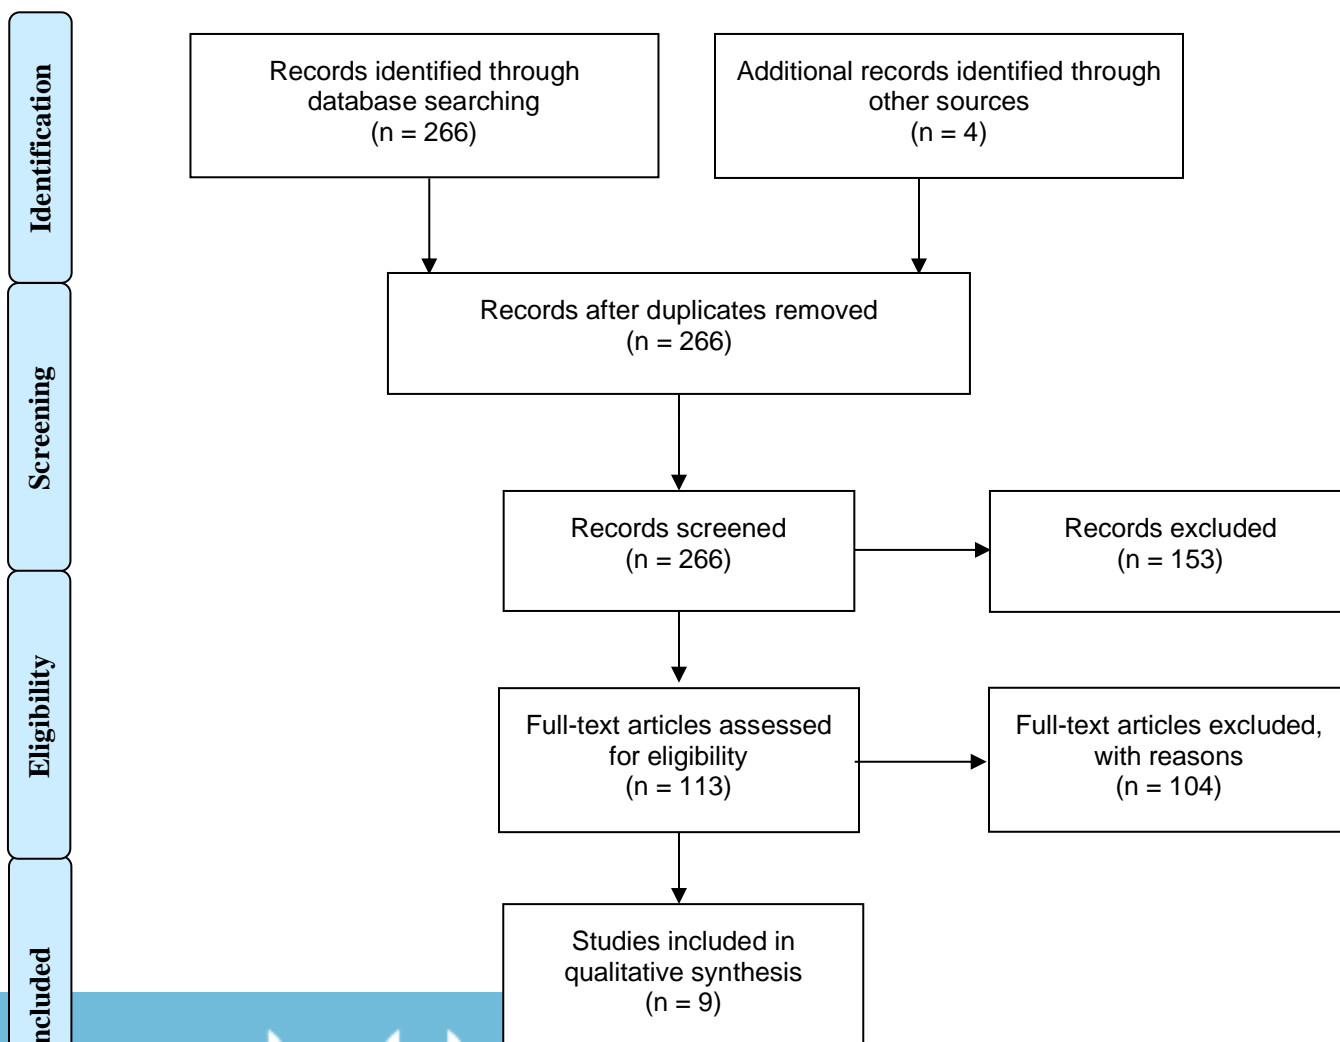 Identification
Records identified through
database searching
(n = 266)
Additional records identified through
other sources
(n = 4)
Records after duplicates removed
(n = 266)
Screening
Records screened
(n = 266)
Records excluded
(n = 153)
Eligibility
Full-text articles assessed
for eligibility
(n = 113)
Full-text articles excluded,
with reasons
(n = 104)
ncluded
Studies included in
qualitative synthesis
(n = 9)